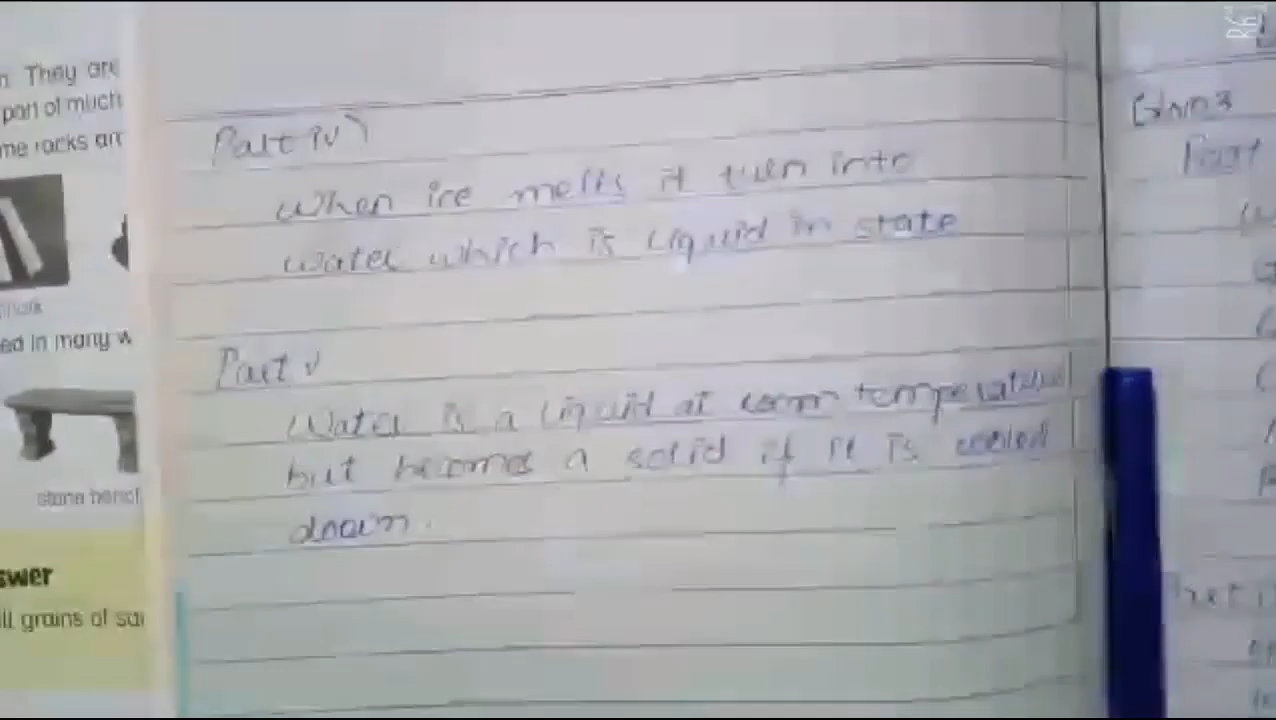 n. They are
part of much
me rocks are
chalk
ed in many w
stone bench
swer
ll grains of sa
Part iv)
When ice melts it turn into
water which is liquid in state
Part v
Water is a liquid at room temperature
but becomes a solid if it is cooled
down.
Part